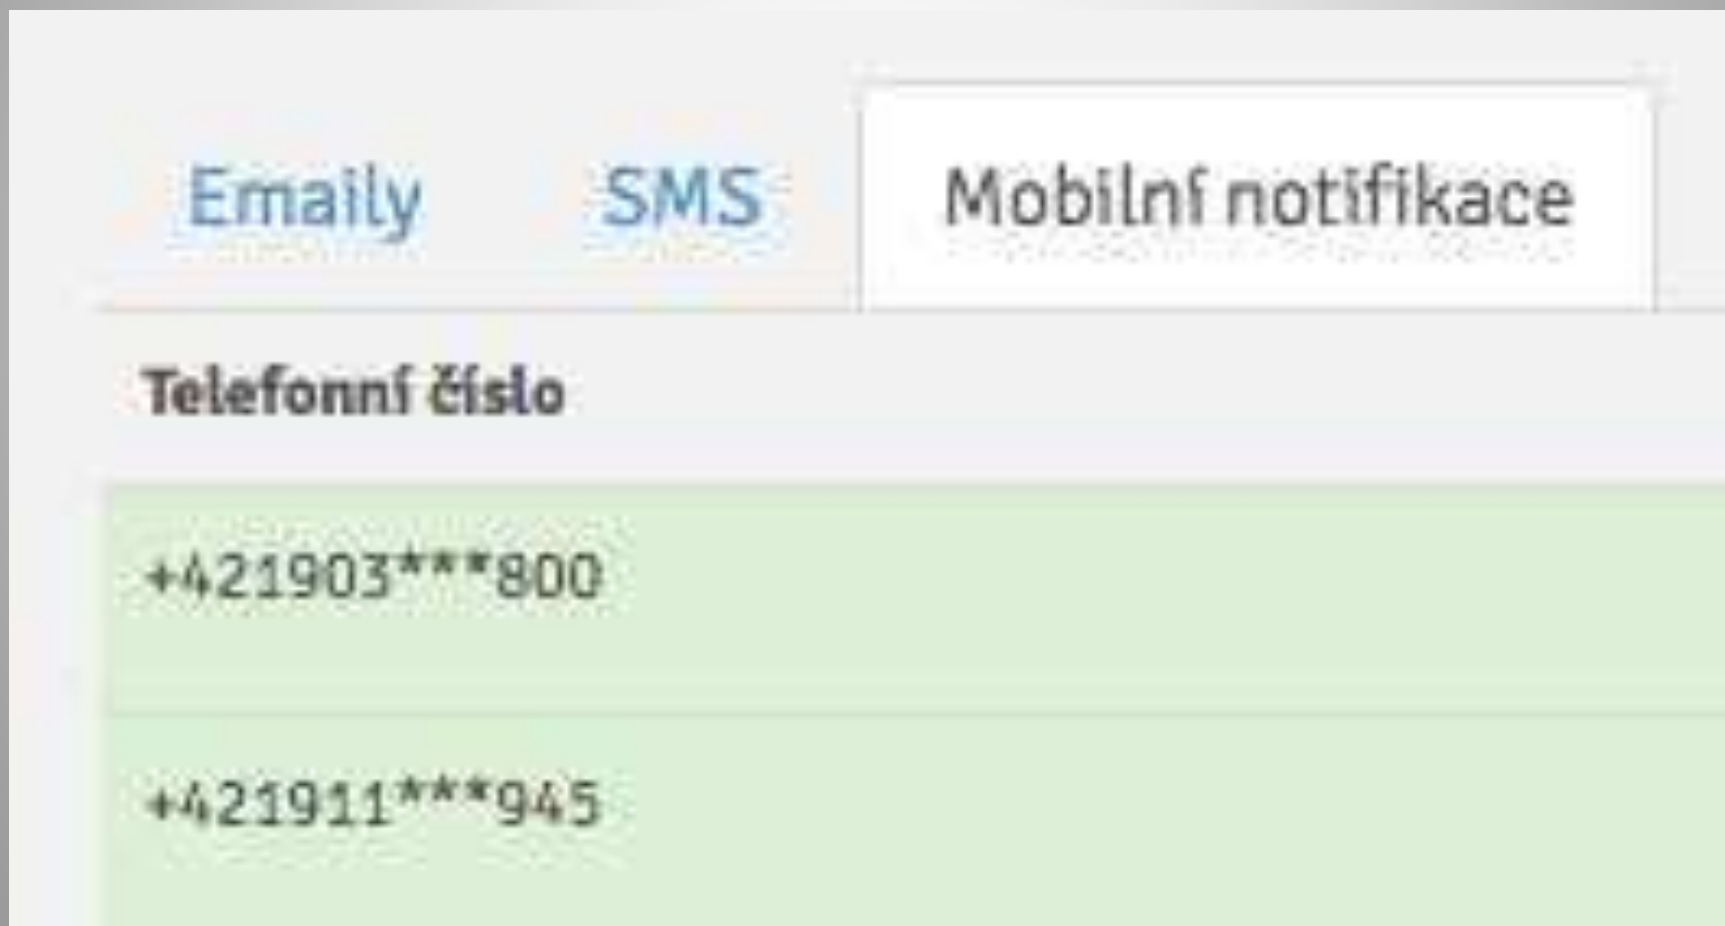 Emaily SMS Mobilní notifikace
Telefonní číslo
+421903***800
+421911***945